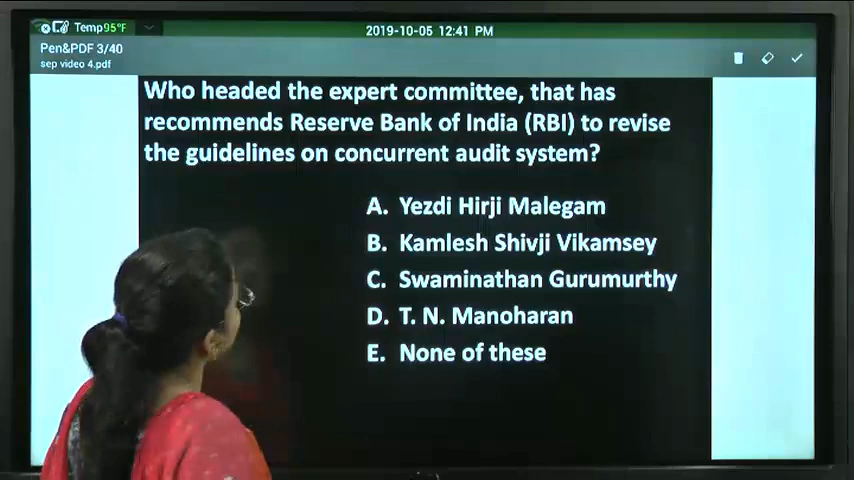 Temp95°F
2019-10-05 12:41 PM
Pen&PDF 3/40
sep video 4.pdf
Who headed the expert committee, that has
recommends Reserve Bank of India (RBI) to revise
the guidelines on concurrent audit system?
A. Yezdi Hirji Malegam
B. Kamlesh Shivji Vikamsey
C. Swaminathan Gurumurthy
D. T. N. Manoharan
E. None of these